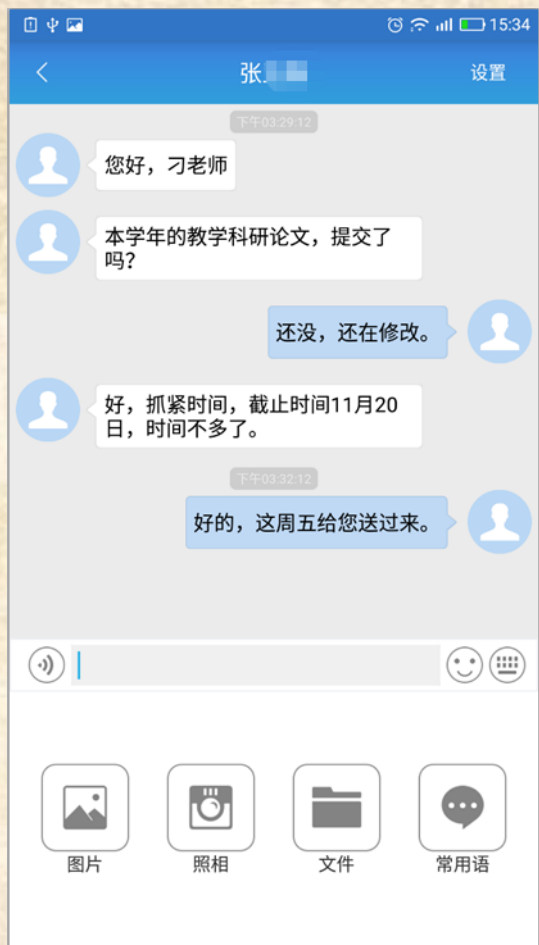 15:34
张
设置
下午03:29:12
您好，刁老师
本学年的教学科研论文，提交了
吗？
还没，还在修改。
好，抓紧时间，截止时间11月20
日，时间不多了。
下午03:32:12
好的，这周五给您送过来。
图片
照相
文件
常用语